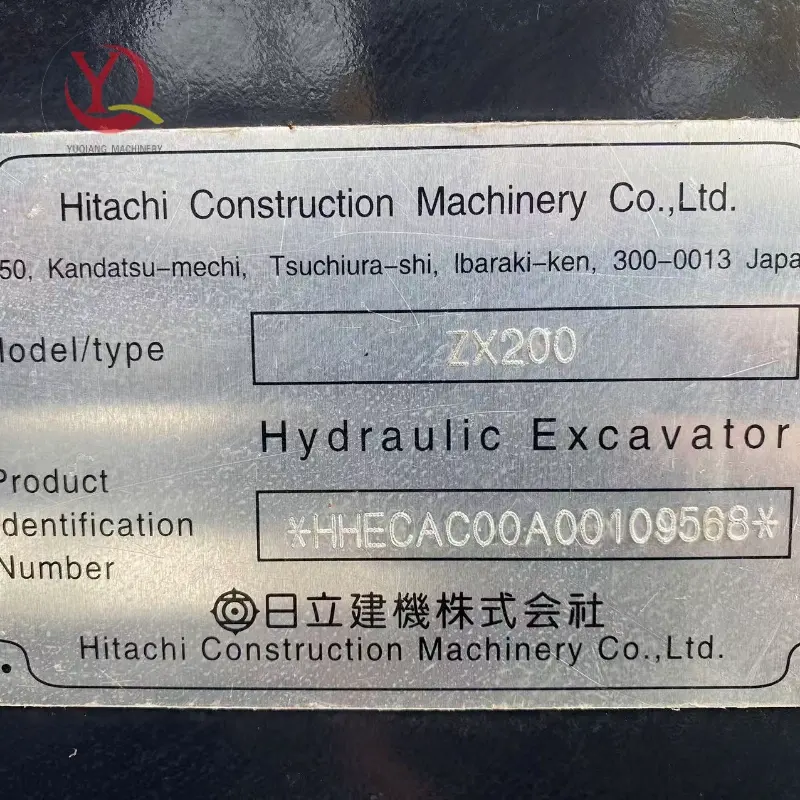 YUQIANG MACHINERY
Hitachi Construction Machinery Co.,Ltd.
50, Kandatsu-machi, Tsuchiura-shi, Ibaraki-ken, 300-0013 Japa
odel/type
ZX200
Hydraulic Excavator
Product
dentification
Number
*HHECAC00A00109568*
日立建機株式会社
Hitachi Construction Machinery Co.,Ltd.